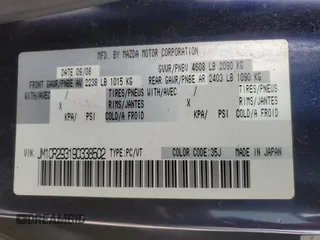 MFD. BY MAZDA MOTOR CORPORATION
DATE 09/08 GVWR/PNBV 4608 LB 2090 KG
FRONT GAWR/PNBE AV 2238 LB 1015 KG REAR GAWR/PNBE AR 2403 LB 1090 KG
WITH/AVEC TIRES/PNEUS WITH/AVEC TIRES/PNEUS
X RIMS/JANTES X RIMS/JANTES
KPA/ PSI COLD/A FROID KPA/ PSI COLD/A FROID
VIN: JM1CR293190338502 TYPE:PC/VT COLOR CODE:35J MADE IN JAPAN